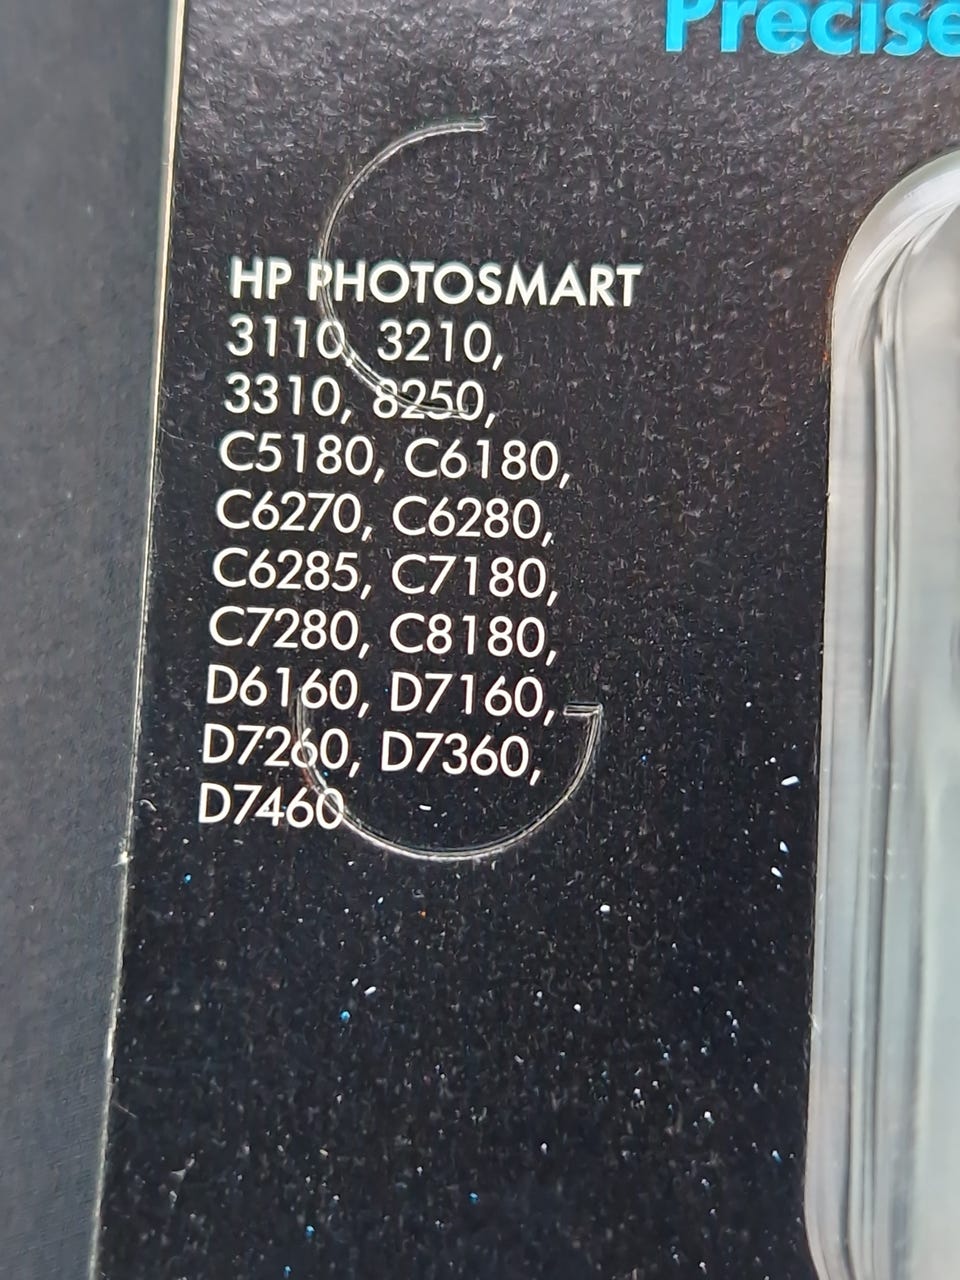 Precise
HP PHOTOSMART
3110, 3210,
3310, 8250,
C5180, C6180,
C6270, C6280,
C6285, C7180,
C7280, C8180,
D6160, D7160,
D7260, D7360,
D7460